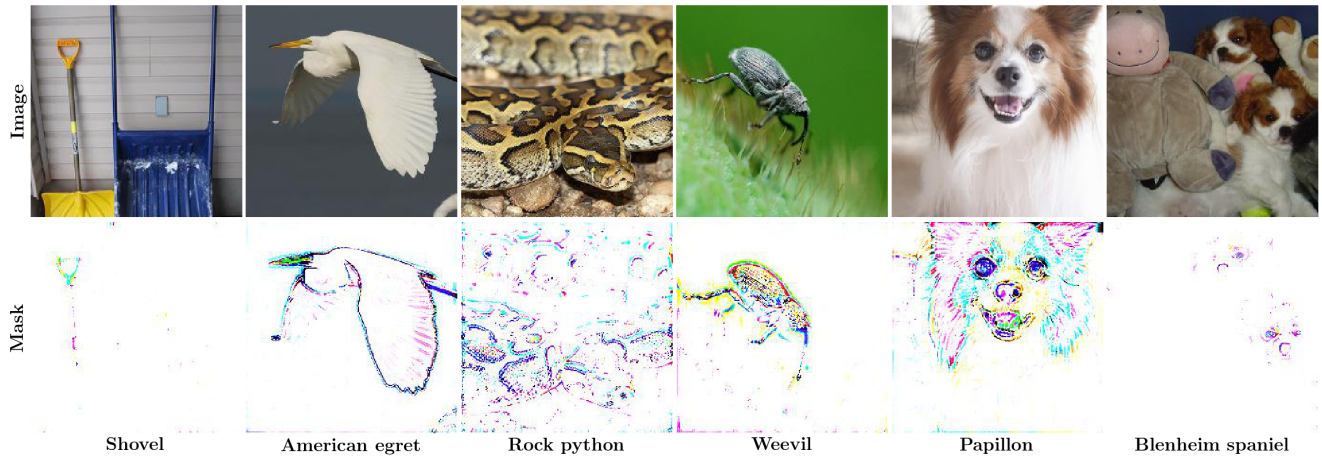 Image
Mask
Shovel
American egret
Rock python
Weevil
Papillon
Blenheim spaniel